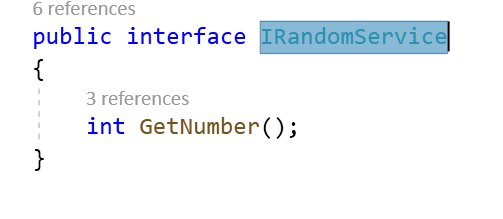 6 references
public interface IRandomService
{
3 references
int GetNumber();
}